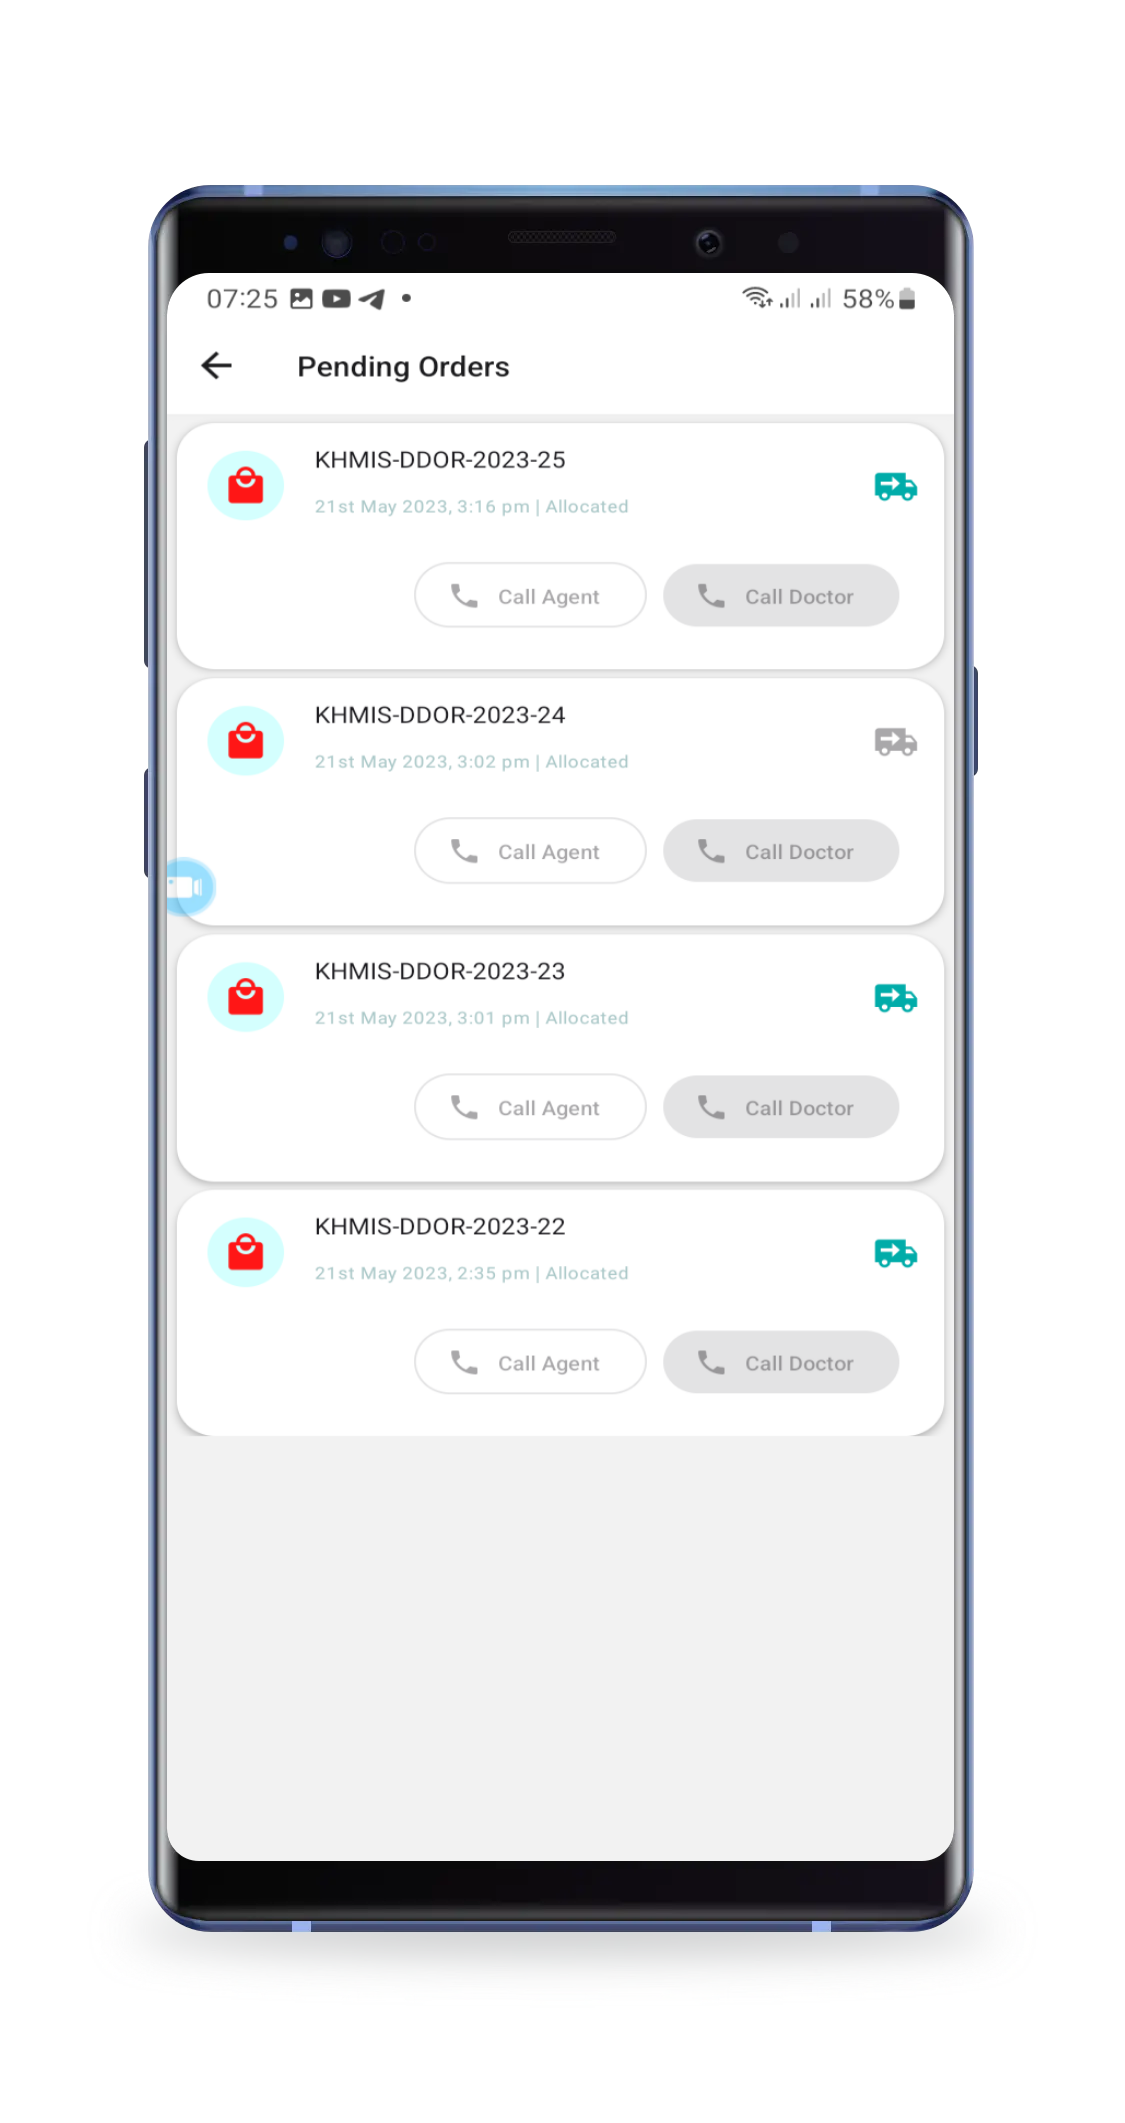 07:25 58%
Pending Orders
KHMIS-DDOR-2023-25
21st May 2023, 3:16 pm | Allocated
Call Agent Call Doctor
KHMIS-DDOR-2023-24
21st May 2023, 3:02 pm | Allocated
Call Agent Call Doctor
KHMIS-DDOR-2023-23
21st May 2023, 3:01 pm | Allocated
Call Agent Call Doctor
KHMIS-DDOR-2023-22
21st May 2023, 2:35 pm | Allocated
Call Agent Call Doctor